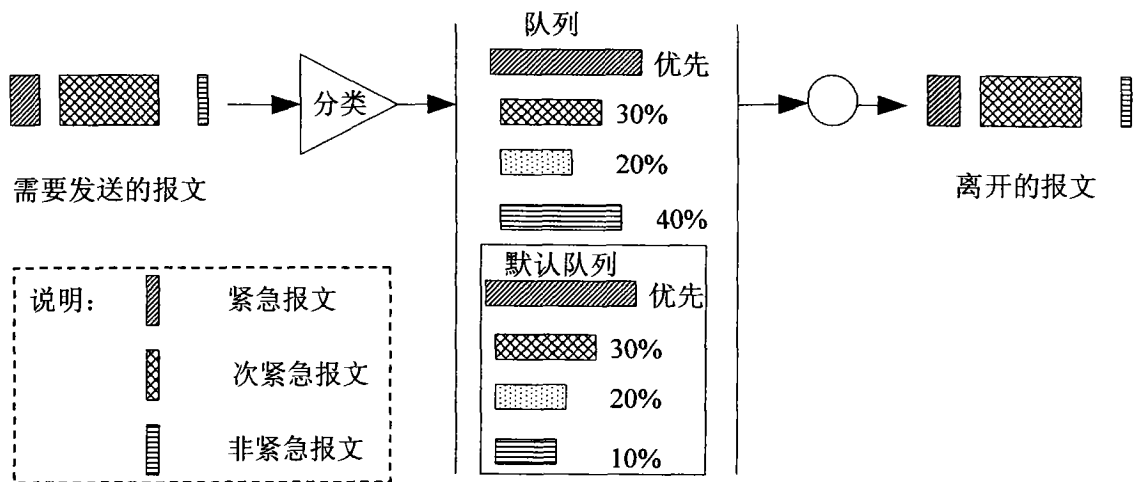 队列
优先
30%
20%
40%
分类
需要发送的报文
离开的报文
默认队列
优先
30%
20%
10%
说明：
紧急报文
次紧急报文
非紧急报文